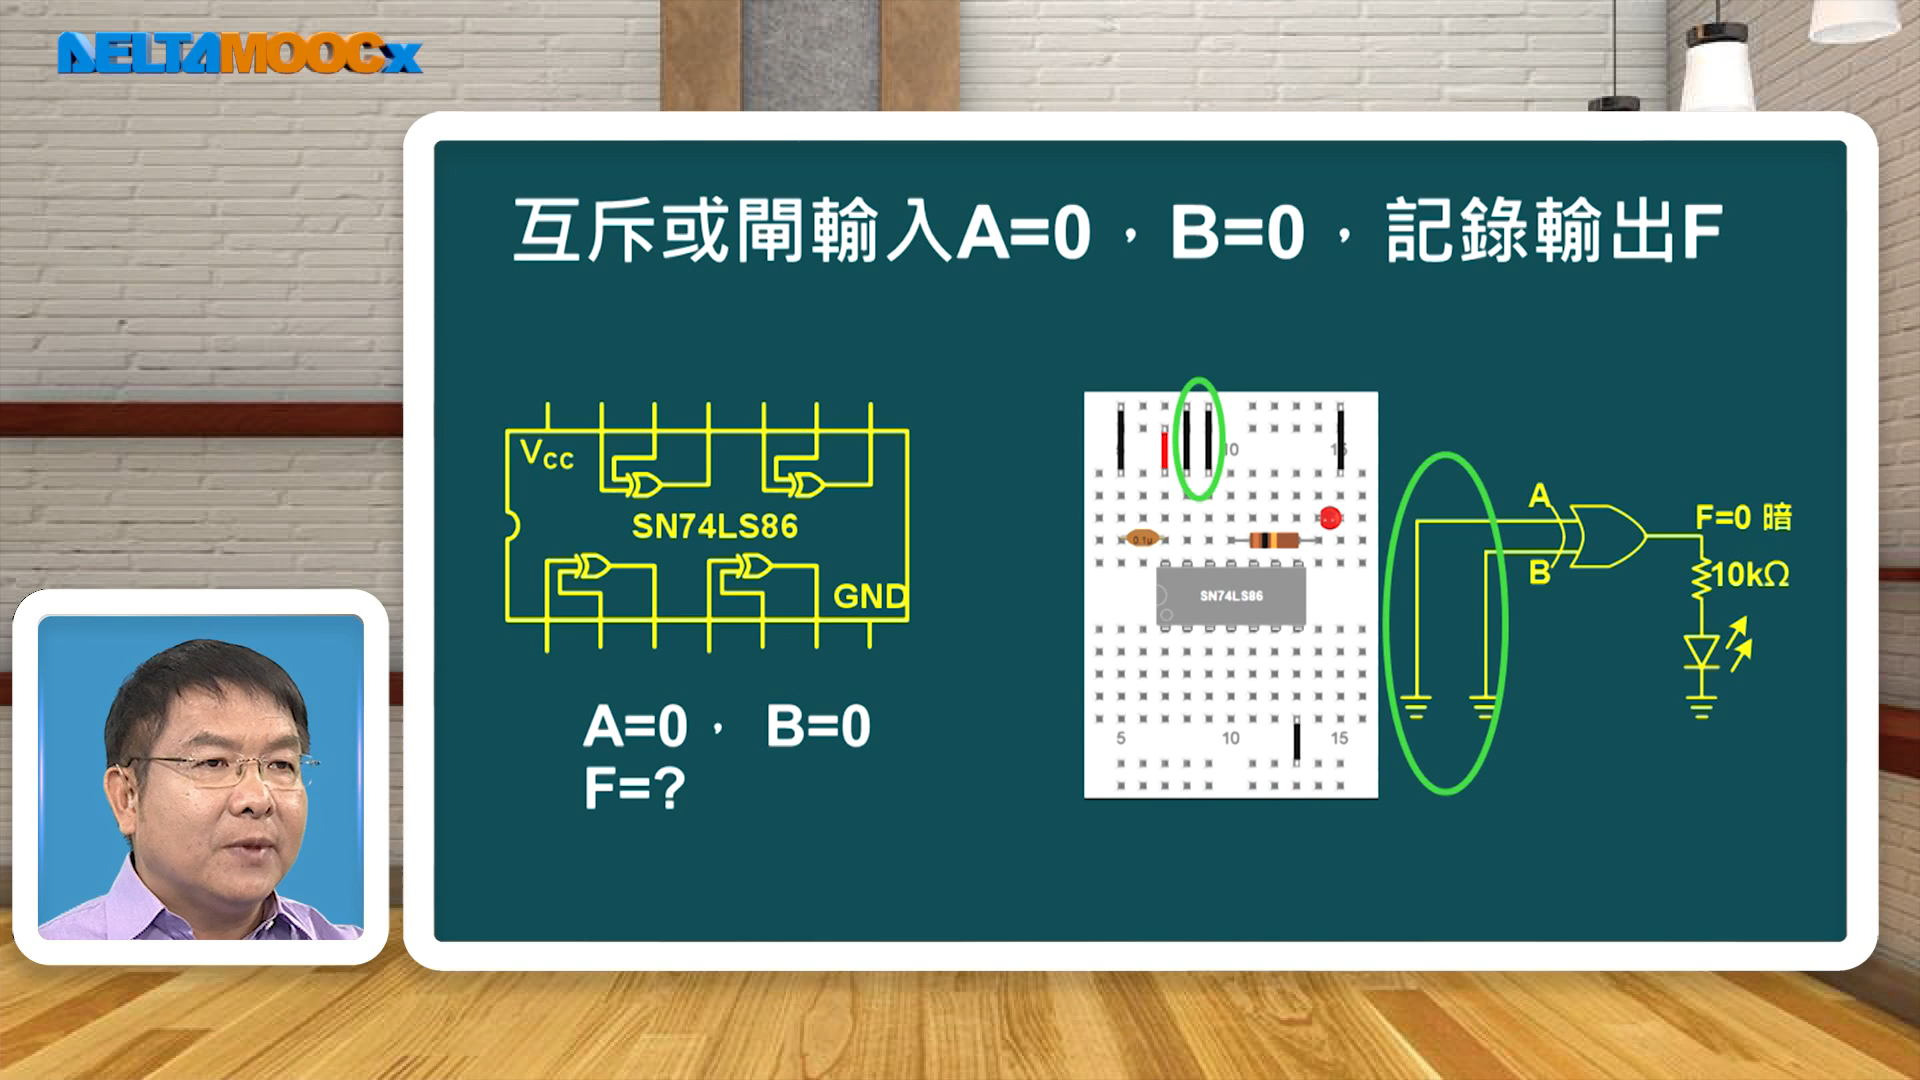 DELTAMOOCx
互斥或閘輸入A=0，B=0，記錄輸出F
VCC
SN74LS86
GND
A=0， B=0
F=?
10
15
0.1μ
SN74LS86
5
10
15
A
B
F=0 暗
10kΩ